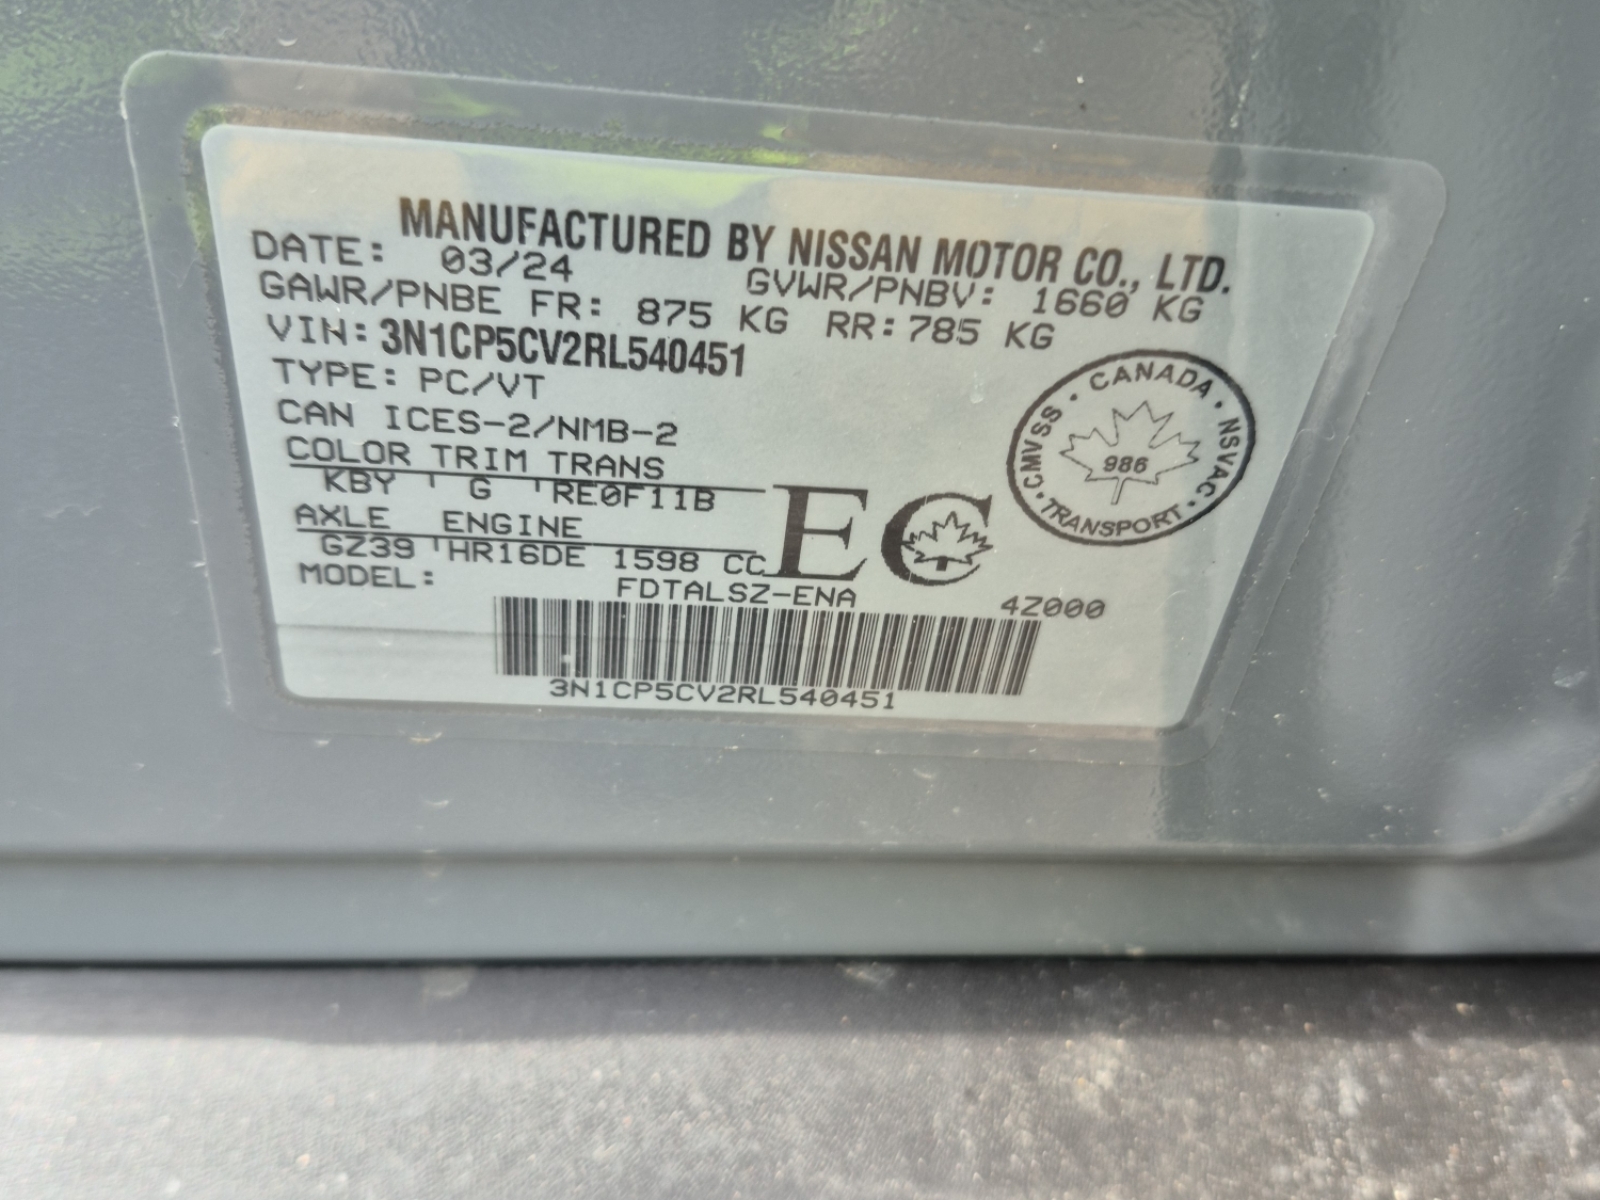 MANUFACTURED BY NISSAN MOTOR CO., LTD.
DATE: 03/24 GVWR/PNBV: 1660 KG
GAWR/PNBE FR: 875 KG RR: 785 KG
VIN: 3N1CP5CV2RL540451
TYPE: PC/VT
CAN ICES-2/NMB-2
COLOR TRIM TRANS
KBY G RE0F11B
AXLE ENGINE
GZ39 HR16DE 1598 CC
EC
MODEL: FDTALSZ-ENA 4Z000
3N1CP5CV2RL540451
CANADA · NSVAC · TRANSPORT · CMVSS ·
986